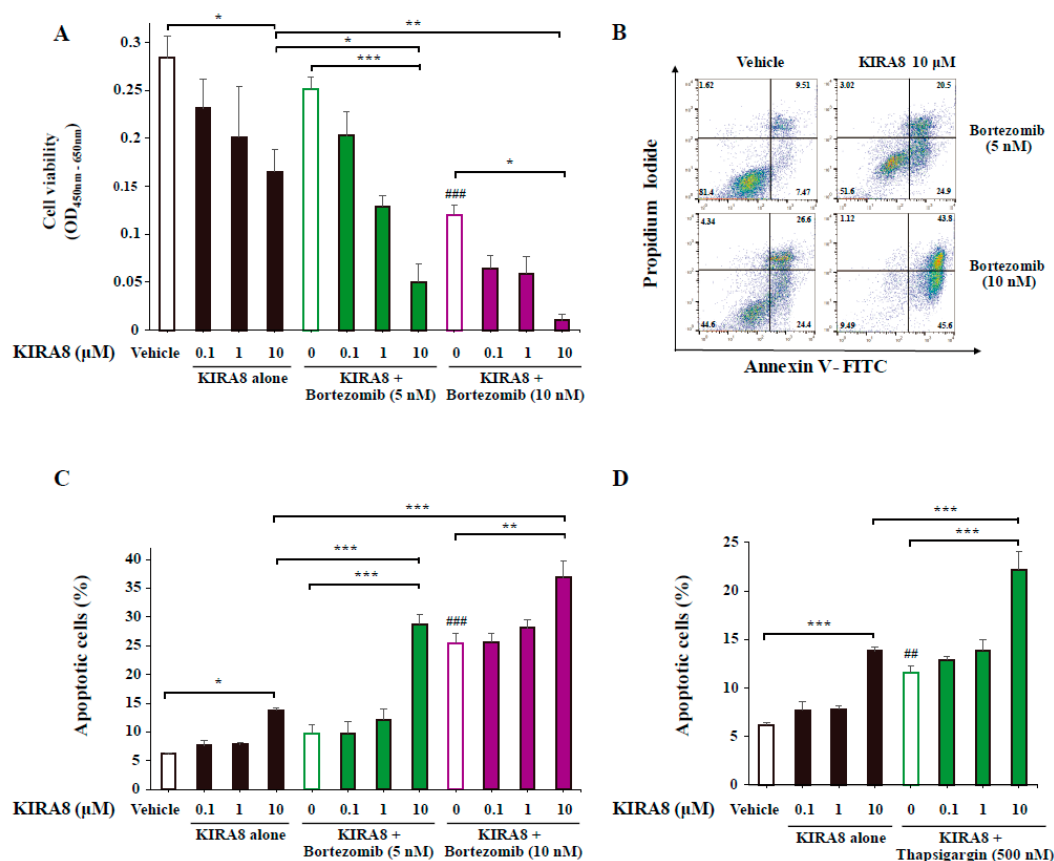 A
Cell viability
(OD450nm - 650nm)
0.3
0.25
0.2
0.15
0.1
0.05
0
*
**
*
***
###
*
KIRA8 (µM) Vehicle 0.1 1 10 0 0.1 1 10 0 0.1 1 10
KIRA8 alone KIRA8 + KIRA8 +
Bortezomib (5 nM) Bortezomib (10 nM)
B
Vehicle KIRA8 10 µM
1.62 9.51 3.02 20.5
81.4 7.47 51.6 24.9
Bortezomib
(5 nM)
4.34 26.6 1.12 43.8
44.6 24.4 9.49 45.6
Bortezomib
(10 nM)
Propidium Iodide
Annexin V- FITC
C
Apoptotic cells (%)
40
35
30
25
20
15
10
5
0
***
**
***
***
###
*
KIRA8 (µM) Vehicle 0.1 1 10 0 0.1 1 10 0 0.1 1 10
KIRA8 alone KIRA8 + KIRA8 +
Bortezomib (5 nM) Bortezomib (10 nM)
D
Apoptotic cells (%)
25
20
15
10
5
0
***
***
***
##
KIRA8 (µM) Vehicle 0.1 1 10 0 0.1 1 10
KIRA8 alone KIRA8 +
Thapsigargin (500 nM)